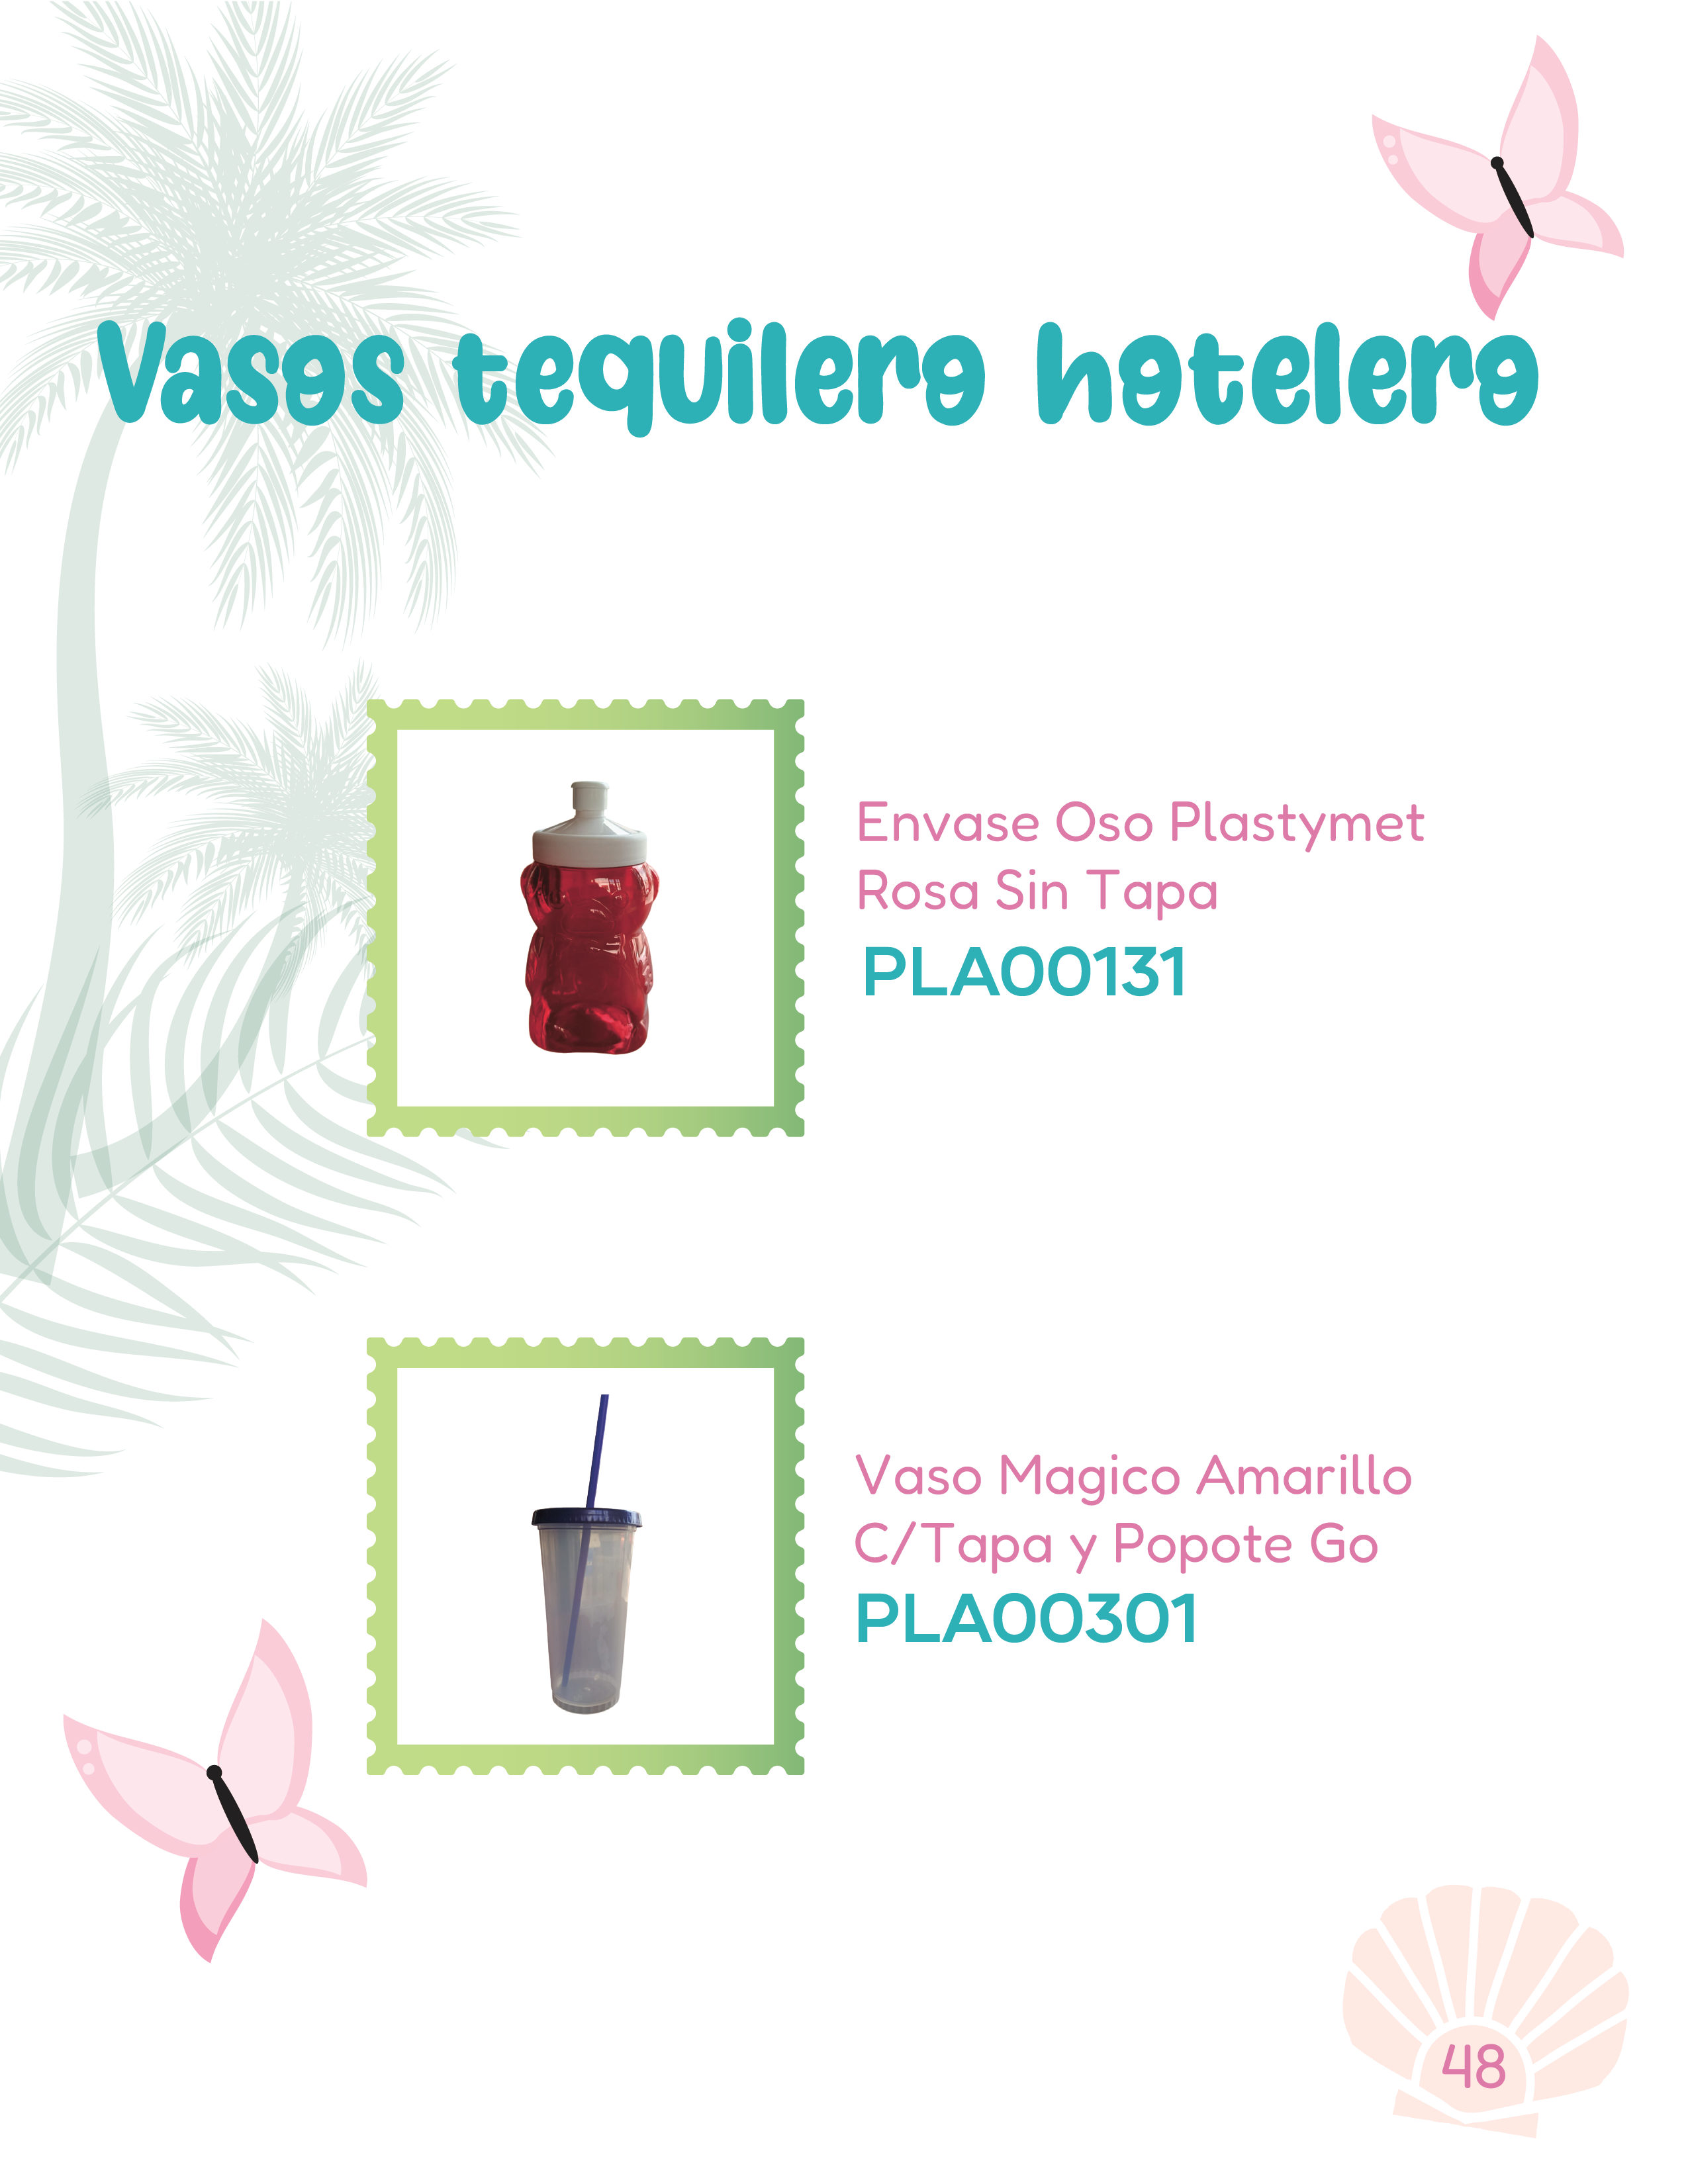 Vasos tequilero hotelero
Envase Oso Plastymet
Rosa Sin Tapa
PLA00131
Vaso Magico Amarillo
C/Tapa y Popote Go
PLA00301
48